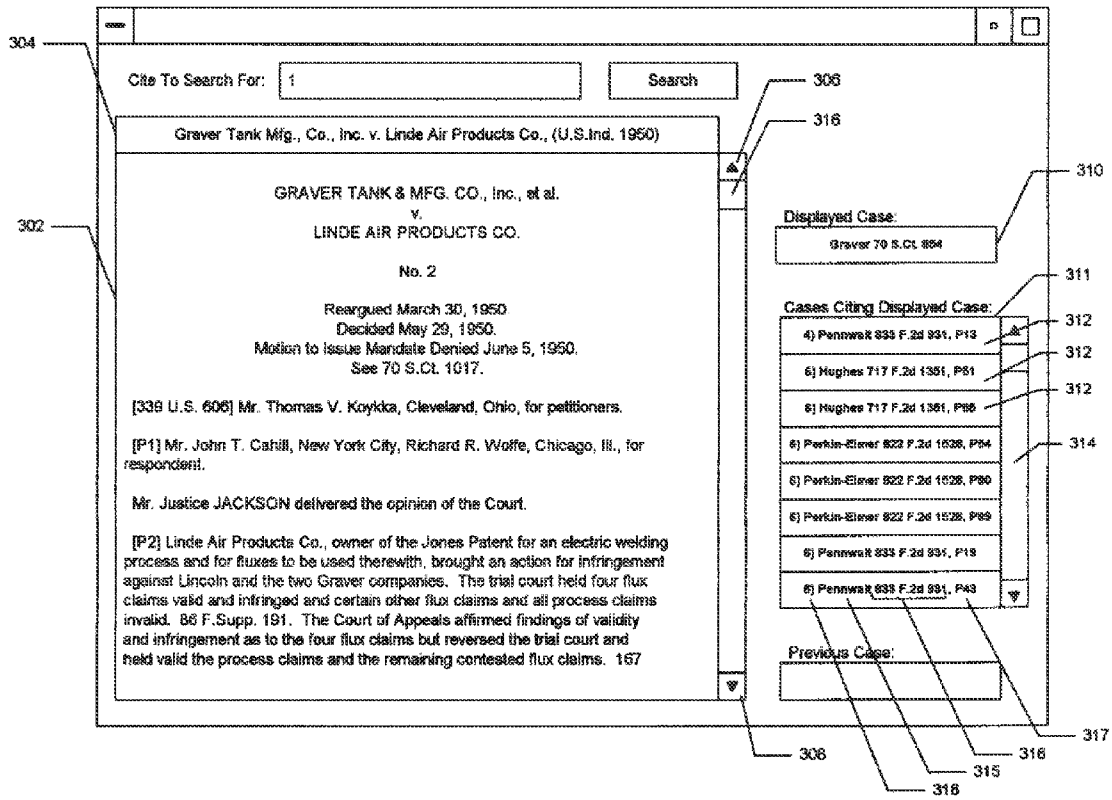 304
Cite To Search For:
1
Search
306
Graver Tank Mfg., Co., Inc. v. Linde Air Products Co., (U.S.Ind. 1950)
316
GRAVER TANK & MFG. CO., Inc., et al.
v.
LINDE AIR PRODUCTS CO.
No. 2
Reargued March 30, 1950
Decided May 29, 1950.
Motion to Issue Mandate Denied June 5, 1950.
See 70 S.Ct. 1017.
302
[339 U.S. 606] Mr. Thomas V. Koykka, Cleveland, Ohio, for petitioners.
[P1] Mr. John T. Cahill, New York City, Richard R. Wolfe, Chicago, Ill., for
respondent.
Mr. Justice JACKSON delivered the opinion of the Court.
[P2] Linde Air Products Co., owner of the Jones Patent for an electric welding
process and for fluxes to be used therewith, brought an action for infringement
against Lincoln and the two Graver companies. The trial court held four flux
claims valid and infringed and certain other flux claims and all process claims
invalid. 86 F.Supp. 191. The Court of Appeals affirmed findings of validity
and infringement as to the four flux claims but reversed the trial court and
held valid the process claims and the remaining contested flux claims. 167
308
310
Displayed Case:
Graver 70 S.Ct. 854
311
Cases Citing Displayed Case:
312
4) Pennwalt 833 F.2d 931, P13
312
6) Hughes 717 F.2d 1351, P51
312
Hughes 717 F.2d 1351,
314
6) Perkin-Elmer 822 F.2d 1528, P54
6) Perkin-Elmer 822 F.2d 1528,
6) Perkin-Elmer 822 F.2d 1528,
6) Pennwalt 833 F.2d 931,
6) Pennwalt 833 F.2d 931, P43
Previous Case:
317
316
315
318